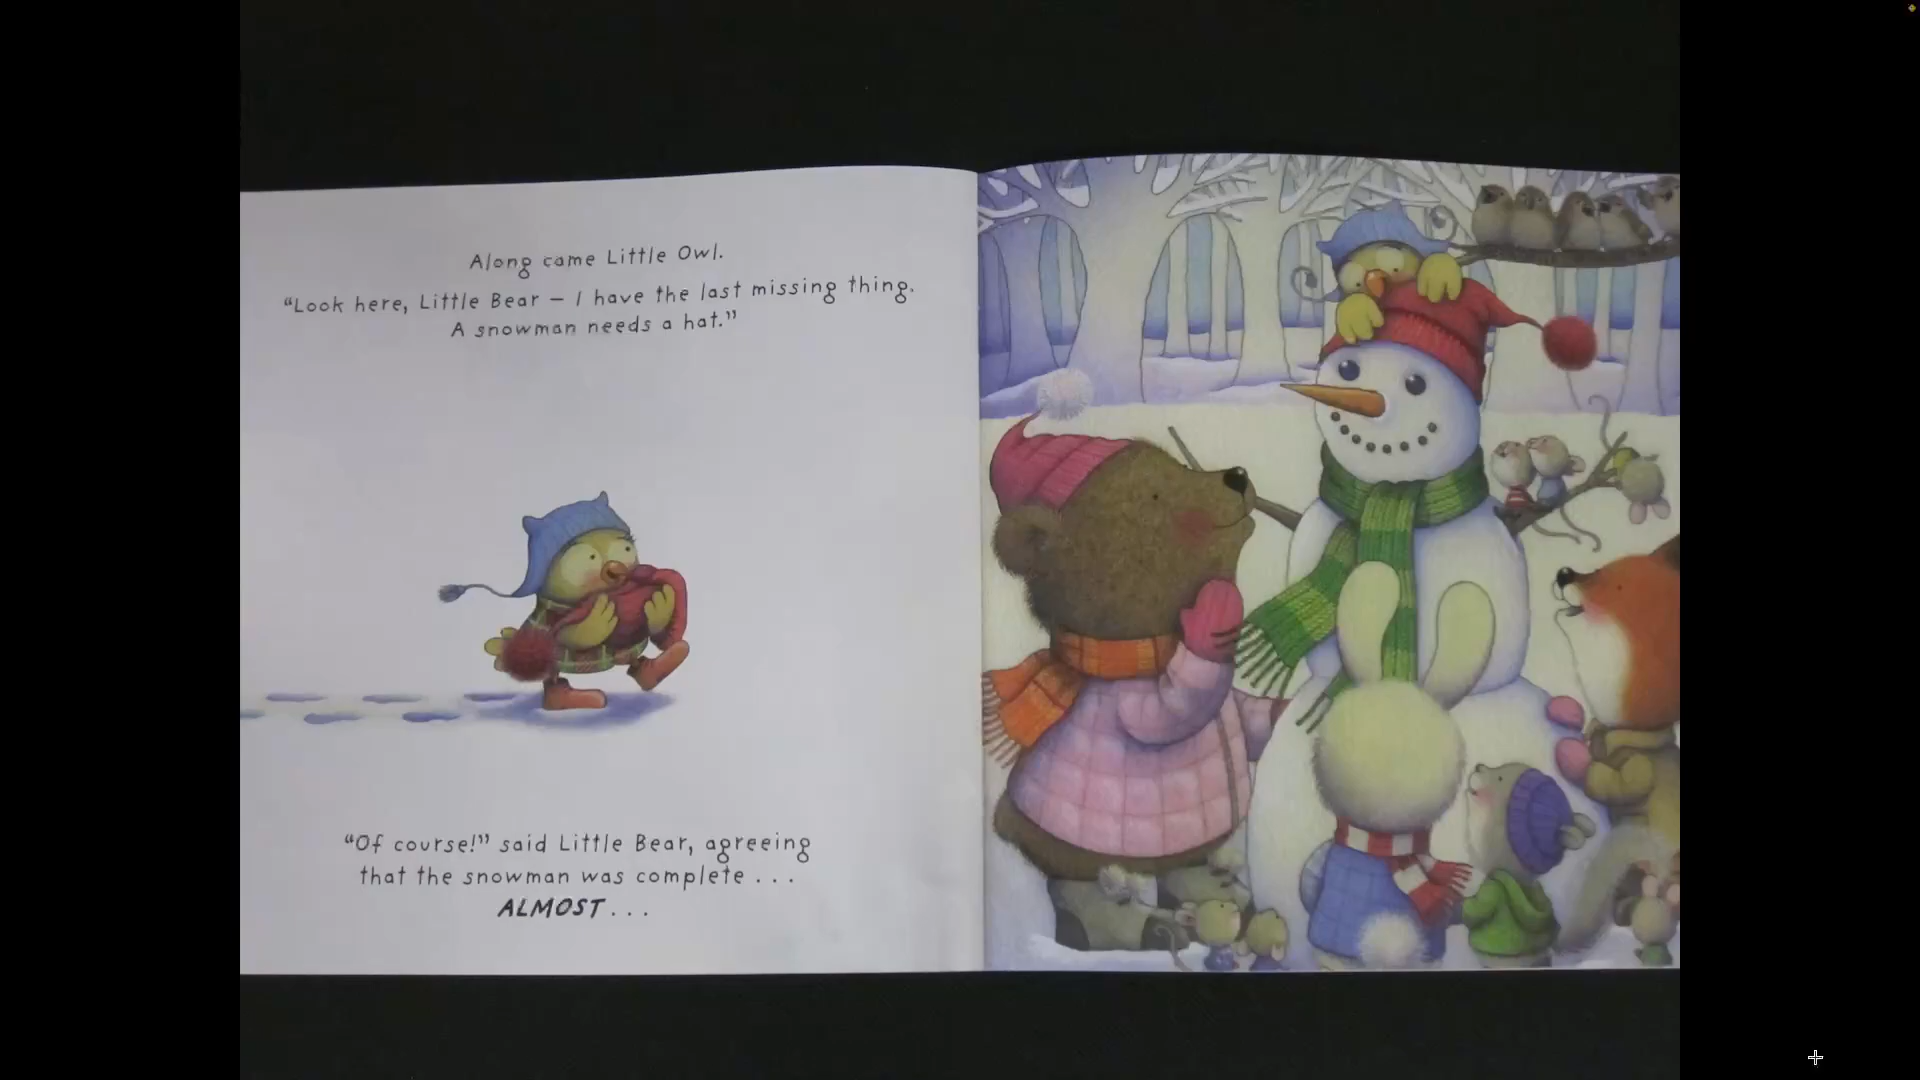 Along came Little Owl.
“Look here, Little Bear – I have the last missing thing.
A snowman needs a hat.”
“Of course!” said Little Bear, agreeing
that the snowman was complete . . .
ALMOST . . .